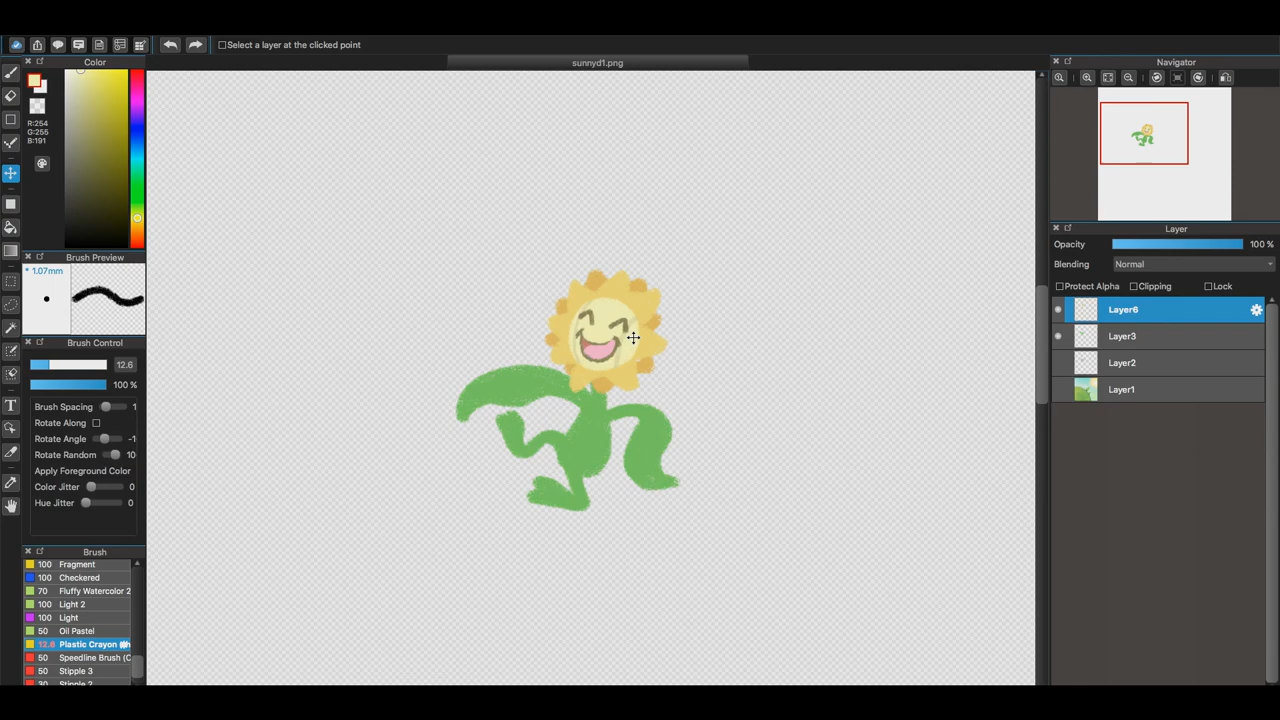 Select a layer at the clicked point
Color
sunnyd1.png
Navigator
R:254
G:255
B:191
Brush Preview
* 1.07mm
Brush Control
12.6
100 %
Brush Spacing 1
Rotate Along
Rotate Angle -1
Rotate Random 10
Apply Foreground Color
Color Jitter 0
Hue Jitter 0
Brush
100 Fragment
100 Checkered
70 Fluffy Watercolor 2
100 Light 2
100 Light
50 Oil Pastel
12.6 Plastic Crayon
50 Speedline Brush (C
50 Stipple 3
30 Stipple 2
Layer
Opacity 100 %
Blending Normal
Protect Alpha Clipping Lock
Layer6
Layer3
Layer2
Layer1
T